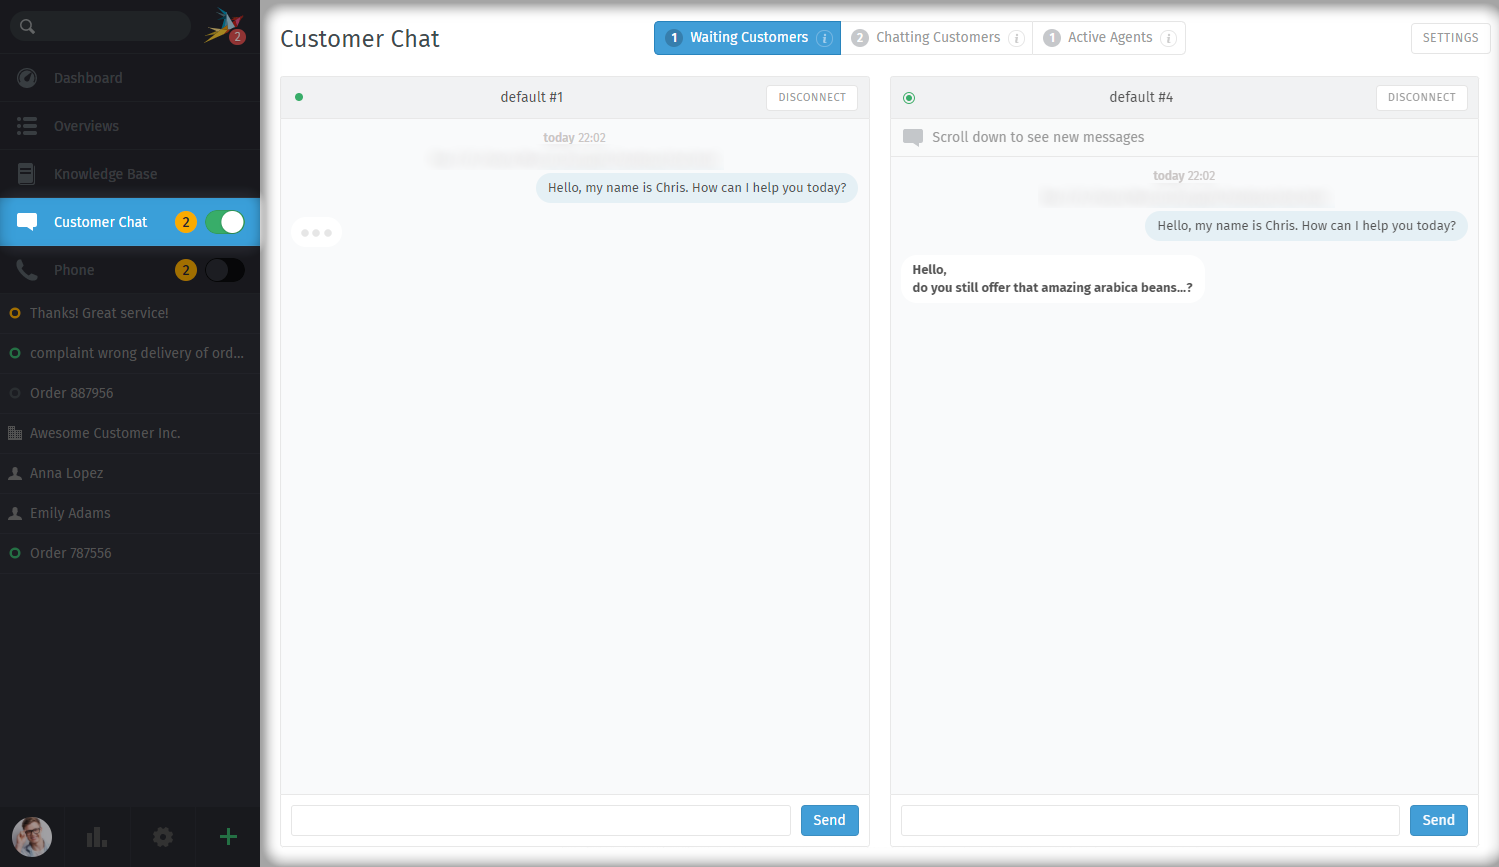 2
Dashboard
Overviews
Knowledge Base
Customer Chat 2
Phone 2
Thanks! Great service!
complaint wrong delivery of ord...
Order 887956
Awesome Customer Inc.
Anna Lopez
Emily Adams
Order 787556
Customer Chat
1 Waiting Customers i
2 Chatting Customers i
1 Active Agents i
SETTINGS
default #1
DISCONNECT
today 22:02
Hello, my name is Chris. How can I help you today?
Send
default #4
DISCONNECT
Scroll down to see new messages
today 22:02
Hello, my name is Chris. How can I help you today?
Hello,
do you still offer that amazing arabica beans...?
Send